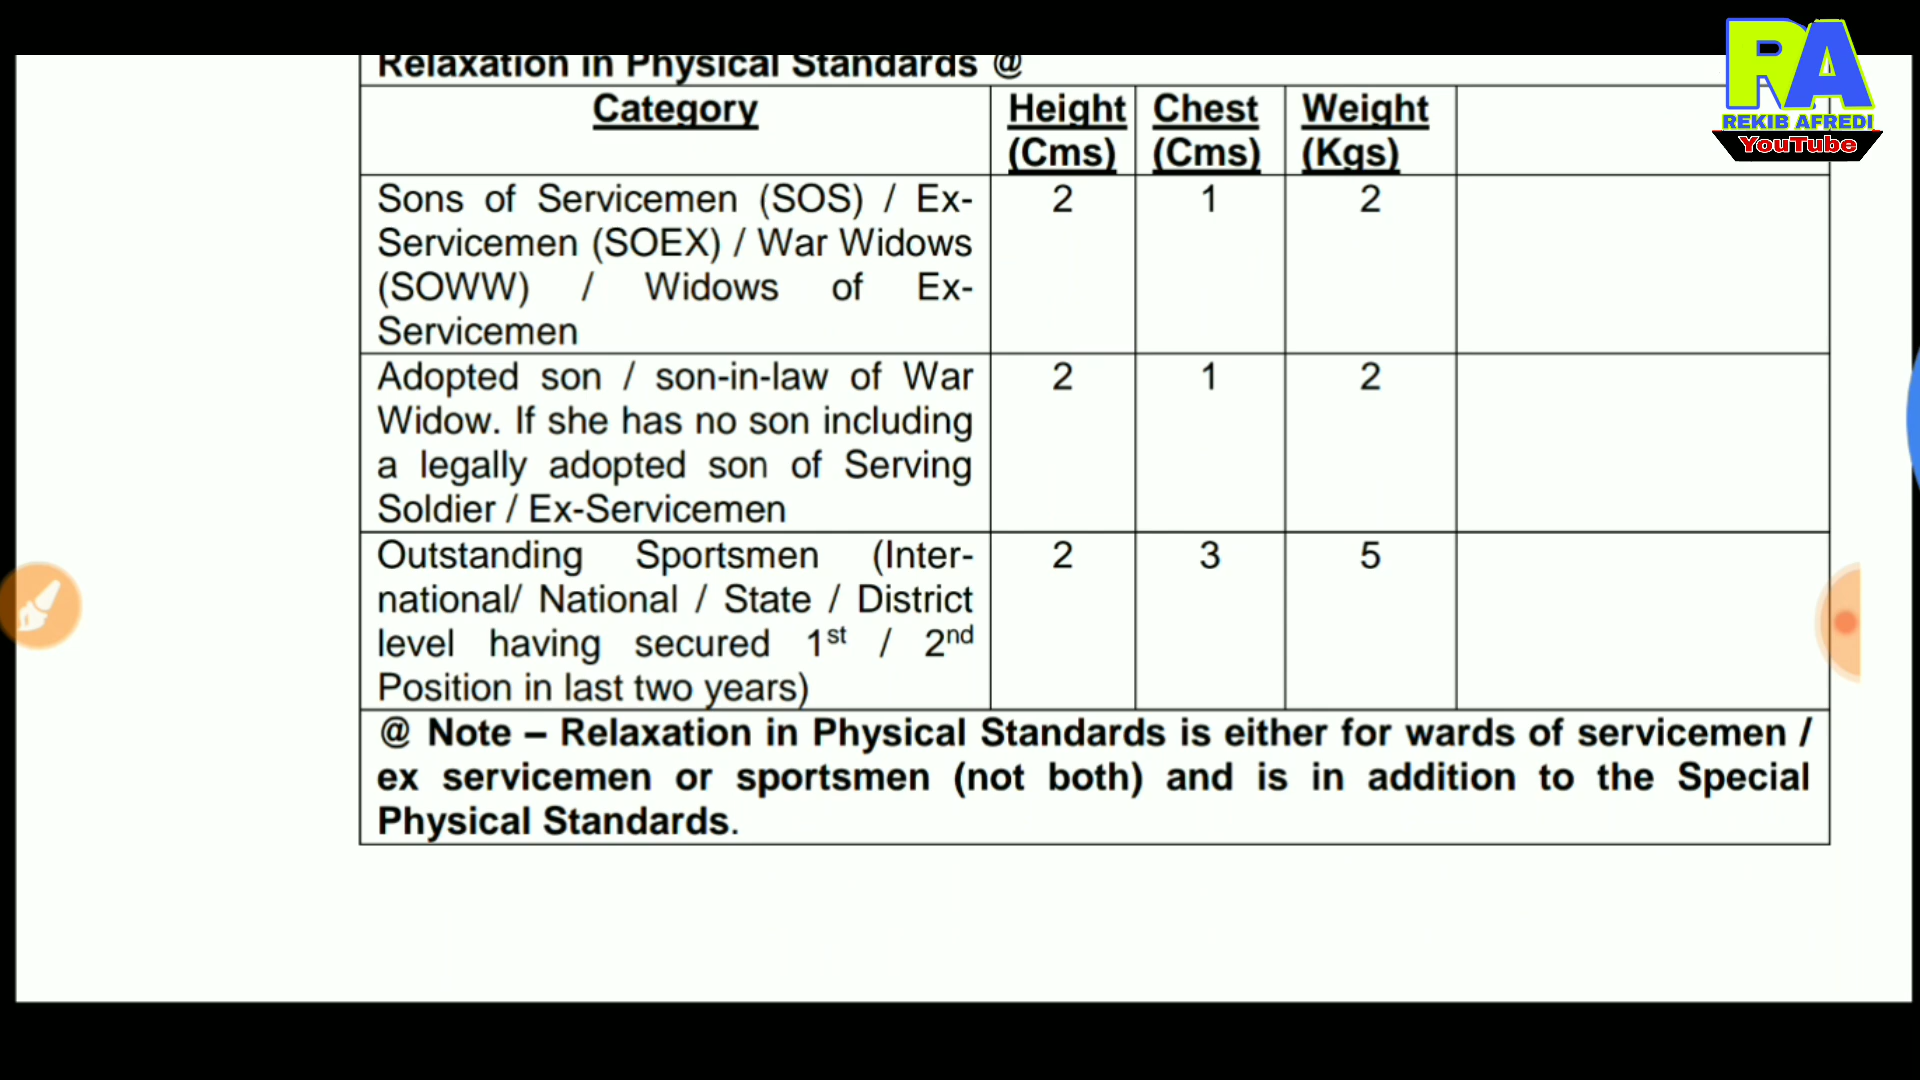 Relaxation in Physical Standards @
Category Height Chest Weight
(Cms) (Cms) (Kgs)
Sons of Servicemen (SOS) / Ex- 2 1 2
Servicemen (SOEX) / War Widows
(SOWW) / Widows of Ex-
Servicemen
Adopted son / son-in-law of War 2 1 2
Widow. If she has no son including
a legally adopted son of Serving
Soldier / Ex-Servicemen
Outstanding Sportsmen (Inter- 2 3 5
national/ National / State / District
level having secured 1st / 2nd
Position in last two years)
@ Note – Relaxation in Physical Standards is either for wards of servicemen /
ex servicemen or sportsmen (not both) and is in addition to the Special
Physical Standards.
RA
REKIB AFREDI
YouTube